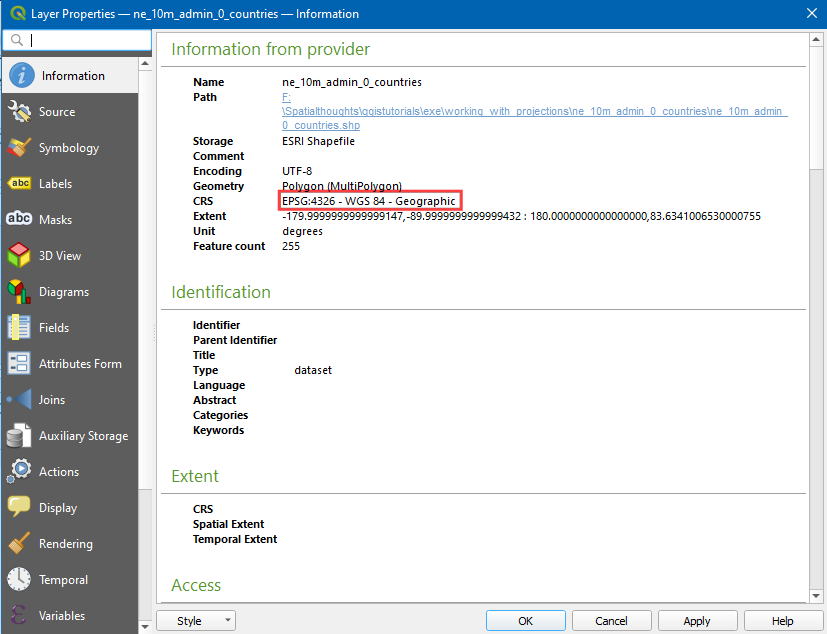 Layer Properties — ne_10m_admin_0_countries — Information
Information
Source
Symbology
abc Labels
abc Masks
3D View
Diagrams
Fields
Attributes Form
Joins
Auxiliary Storage
Actions
Display
Rendering
Temporal
Variables
Information from provider
Name ne_10m_admin_0_countries
Path F:
\Spatialthoughts\qgistutorials\exe\working_with_projections\ne_10m_admin_0_countries\ne_10m_admin_
0_countries.shp
Storage ESRI Shapefile
Comment
Encoding UTF-8
Geometry Polygon (MultiPolygon)
CRS EPSG:4326 - WGS 84 - Geographic
Extent -179.9999999999999147,-89.9999999999999432 : 180.0000000000000000,83.6341006530000755
Unit degrees
Feature count 255
Identification
Identifier
Parent Identifier
Title
Type dataset
Language
Abstract
Categories
Keywords
Extent
CRS
Spatial Extent
Temporal Extent
Access
Style OK Cancel Apply Help